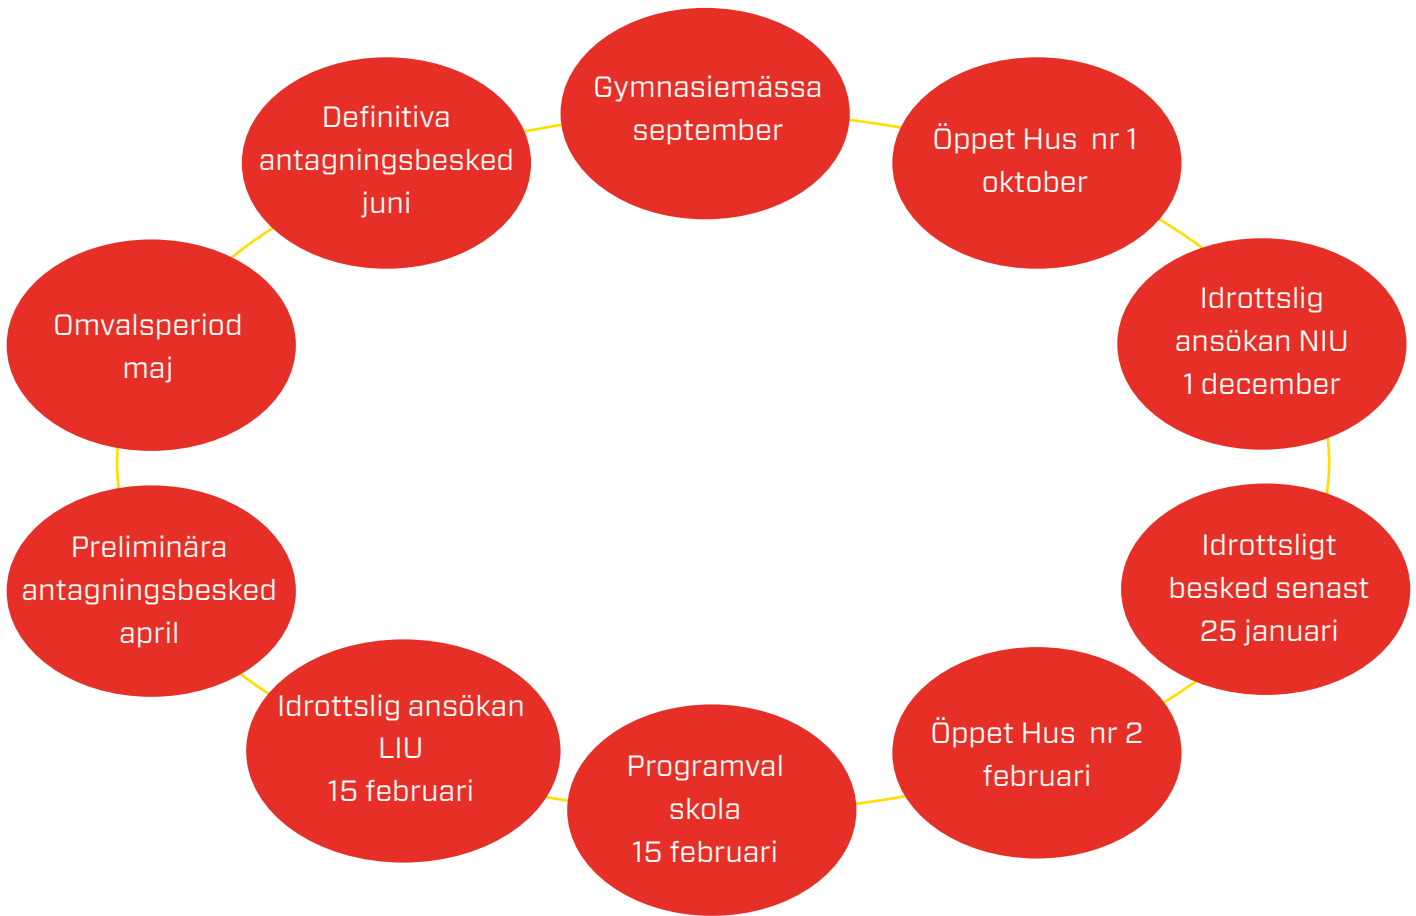 Gymnasiemässa
september
Öppet Hus nr 1
oktober
Idrottslig
ansökan NIU
1 december
Idrottsligt
besked senast
25 januari
Öppet Hus nr 2
februari
Programval
skola
15 februari
Idrottslig ansökan
LIU
15 februari
Preliminära
antagningsbesked
april
Omvalsperiod
maj
Definitiva
antagningsbesked
juni